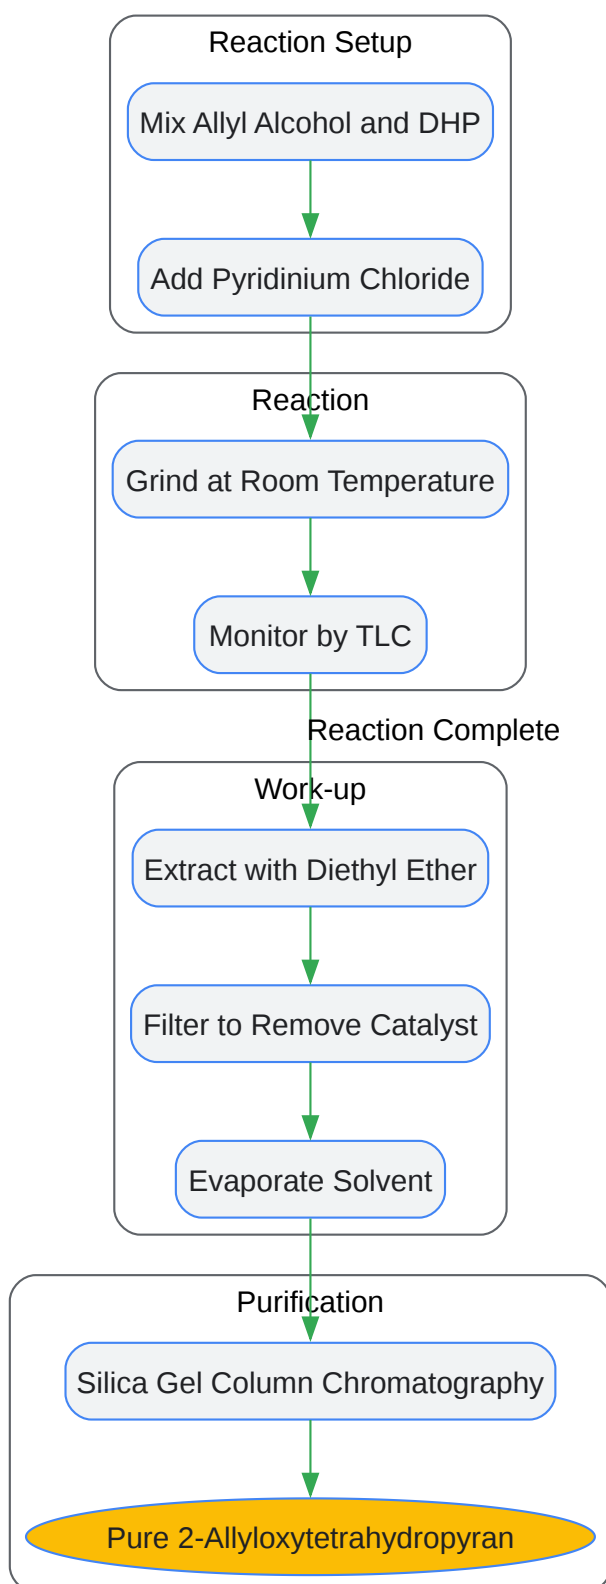 Reaction Setup
Mix Allyl Alcohol and DHP
Add Pyridinium Chloride
Reaction
Grind at Room Temperature
Monitor by TLC
Reaction Complete
Work-up
Extract with Diethyl Ether
Filter to Remove Catalyst
Evaporate Solvent
Purification
Silica Gel Column Chromatography
Pure 2-Allyloxytetrahydropyran